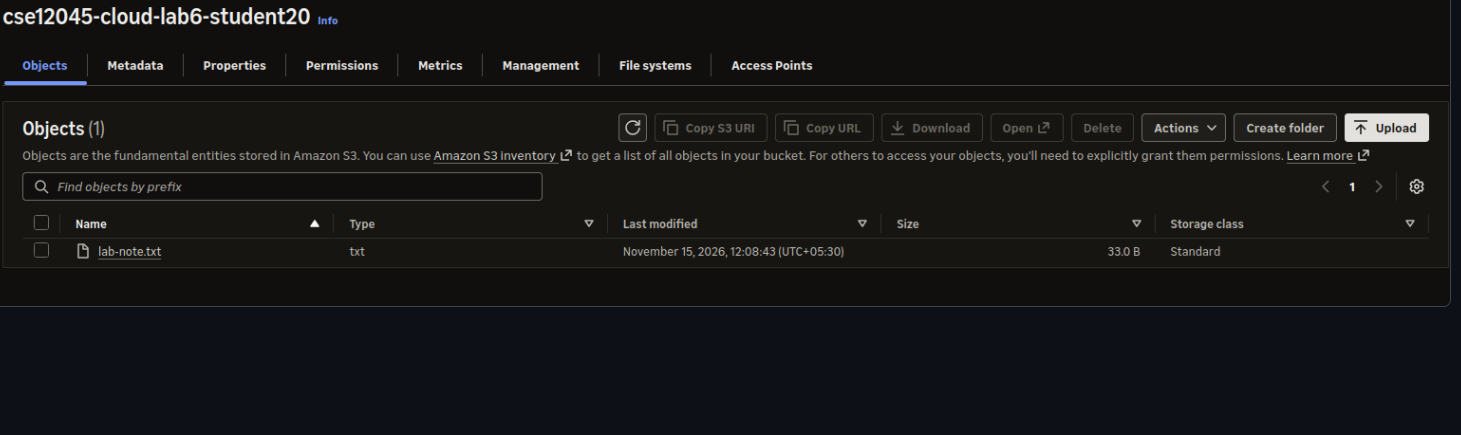 cse12045-cloud-lab6-student20 Info
Objects Metadata Properties Permissions Metrics Management File systems Access Points
Objects (1) Copy S3 URI Copy URL Download Open Delete Actions Create folder Upload
Objects are the fundamental entities stored in Amazon S3. You can use Amazon S3 inventory to get a list of all objects in your bucket. For others to access your objects, you'll need to explicitly grant them permissions. Learn more
Find objects by prefix 1
Name Type Last modified Size Storage class
lab-note.txt txt November 15, 2026, 12:08:43 (UTC+05:30) 33.0 B Standard